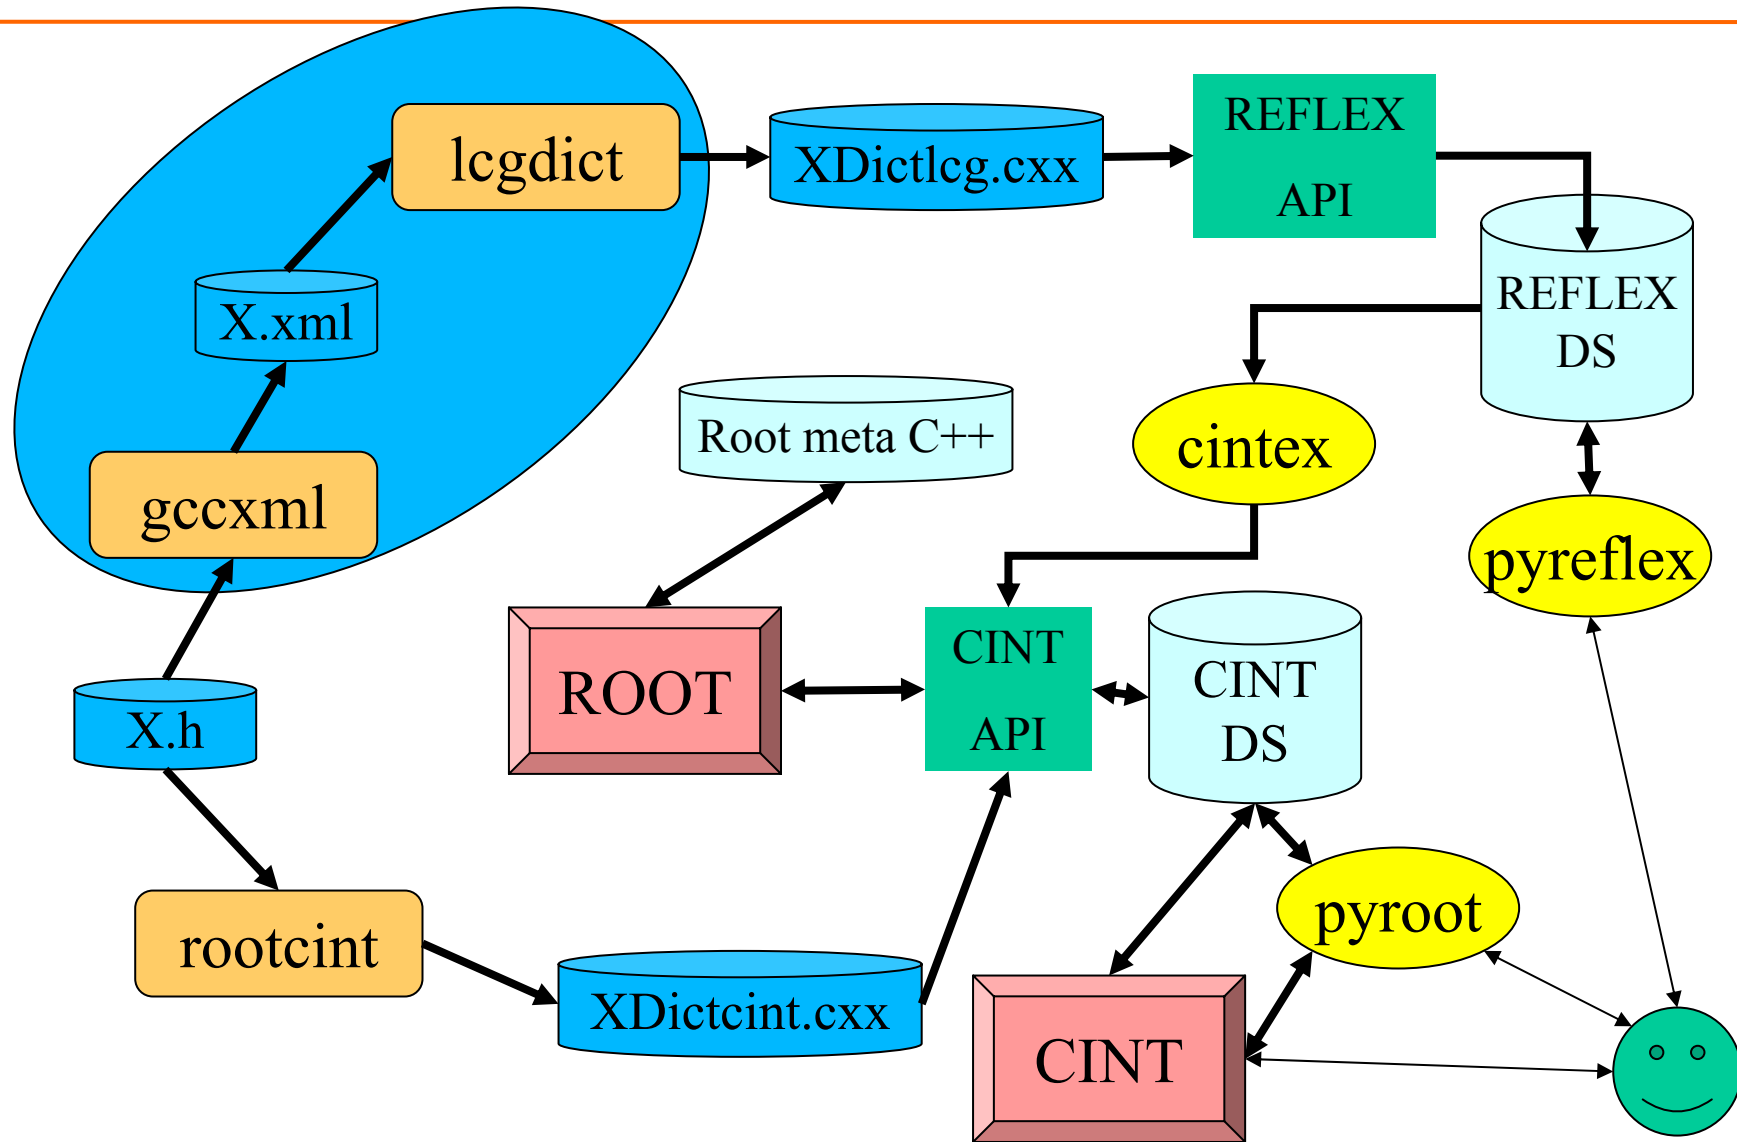 lcgdict
XDictlcg.cxx
REFLEX
API
X.xml
REFLEX
DS
Root meta C++
cintex
gccxml
pyreflex
ROOT
CINT
API
CINT
DS
X.h
pyroot
rootcint
XDictcint.cxx
CINT